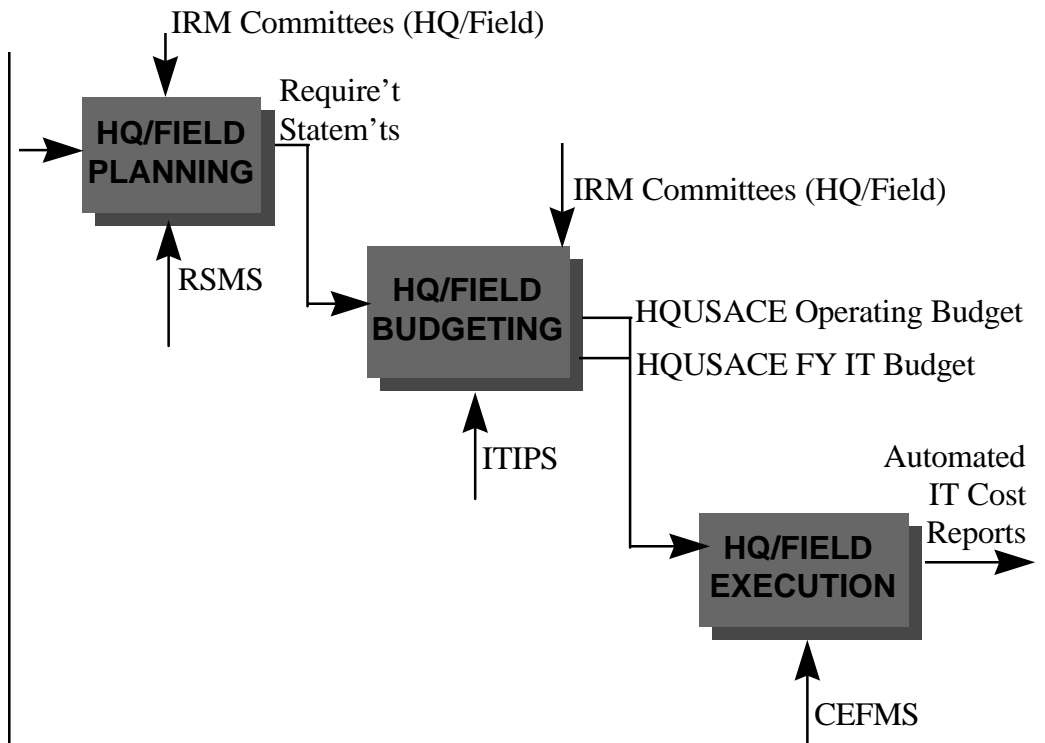 IRM Committees (HQ/Field)
Require’t
Statem’ts
HQ/FIELD
PLANNING
RSMS
IRM Committees (HQ/Field)
HQ/FIELD
BUDGETING
HQUSACE Operating Budget
HQUSACE FY IT Budget
ITIPS
Automated
IT Cost
Reports
HQ/FIELD
EXECUTION
CEFMS